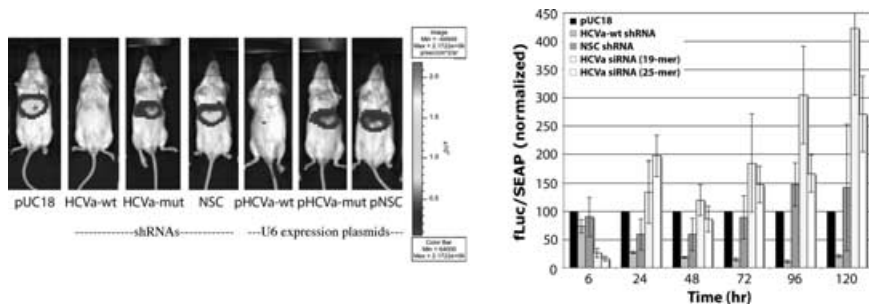 pUC18 HCVa-wt HCVa-mut NSC pHCVa-wt pHCVa-mut pNSC
shRNAs U6 expression plasmids
Image
Color Bar
2.0
1.5
1.0
0.5
fLuc/SEAP (normalized)
450
400
350
300
250
200
150
100
50
0
pUC18
HCVa-wt shRNA
NSC shRNA
HCVa siRNA (19-mer)
HCVa siRNA (25-mer)
6 24 48 72 96 120
Time (hr)